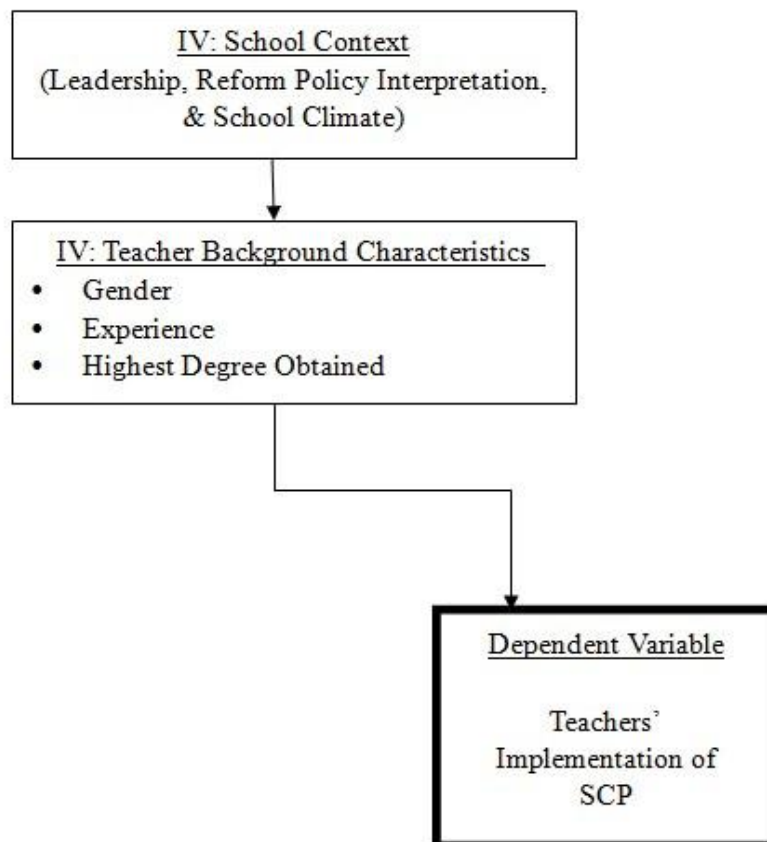 IV: School Context
(Leadership, Reform Policy Interpretation,
& School Climate)
IV: Teacher Background Characteristics
• Gender
• Experience
• Highest Degree Obtained
Dependent Variable
Teachers’
Implementation of
SCP